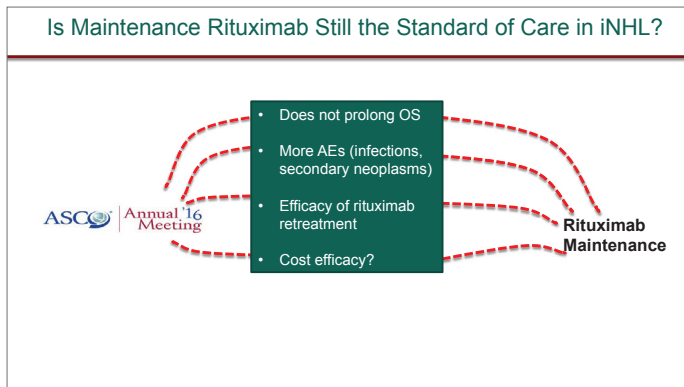 Is Maintenance Rituximab Still the Standard of Care in iNHL?
• Does not prolong OS
• More AEs (infections,
secondary neoplasms)
• Efficacy of rituximab
retreatment
• Cost efficacy?
ASCO Annual '16
Meeting
Rituximab
Maintenance